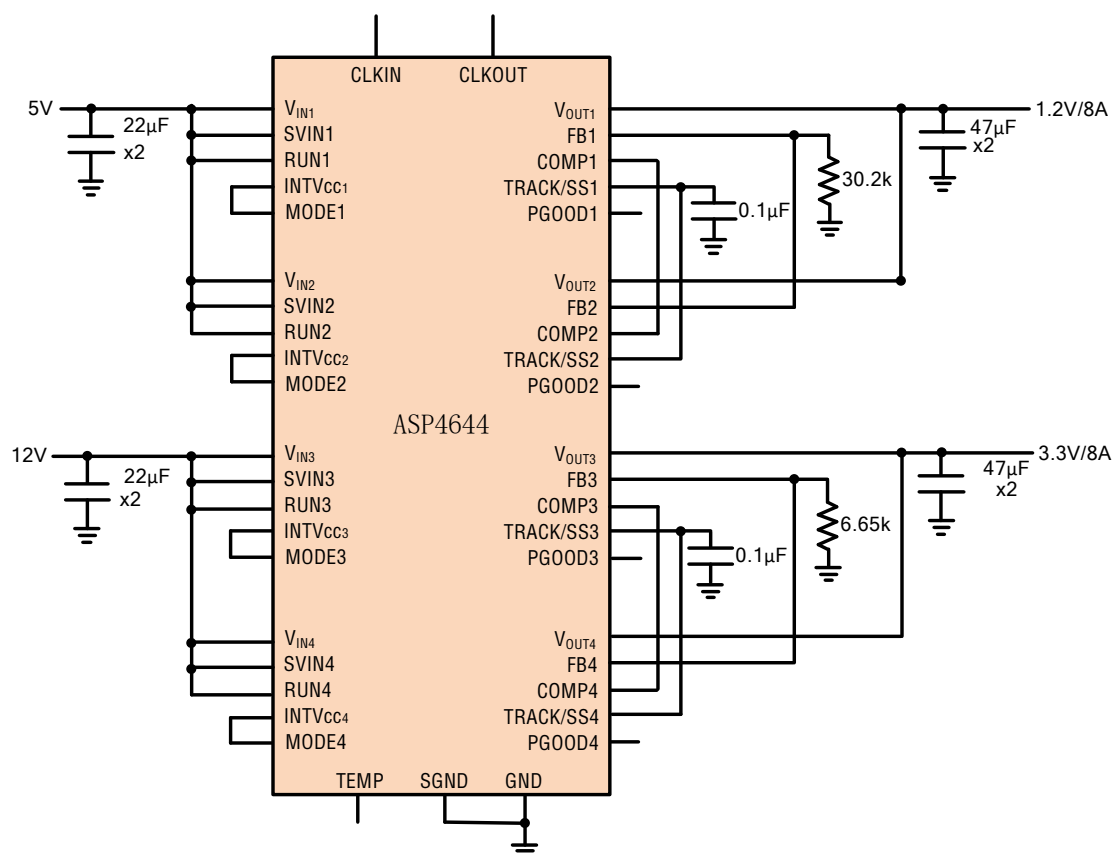 CLKIN CLKOUT
5V
22μF
x2
VIN1
SVIN1
RUN1
INTVcc1
MODE1
VOUT1
FB1
COMP1
TRACK/SS1
PGOOD1
1.2V/8A
47μF
x2
30.2k
0.1μF
VIN2
SVIN2
RUN2
INTVcc2
MODE2
VOUT2
FB2
COMP2
TRACK/SS2
PGOOD2
ASP4644
12V
22μF
x2
VIN3
SVIN3
RUN3
INTVcc3
MODE3
VOUT3
FB3
COMP3
TRACK/SS3
PGOOD3
3.3V/8A
47μF
x2
6.65k
0.1μF
VIN4
SVIN4
RUN4
INTVcc4
MODE4
VOUT4
FB4
COMP4
TRACK/SS4
PGOOD4
TEMP SGND GND